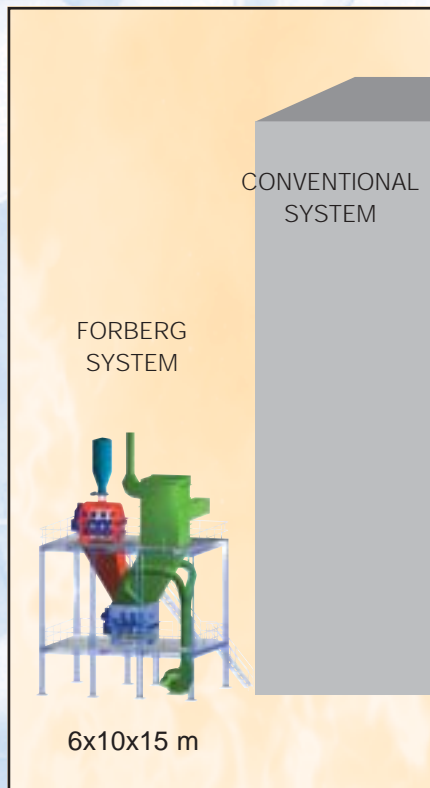 CONVENTIONAL
SYSTEM
FORBERG
SYSTEM
6x10x15 m